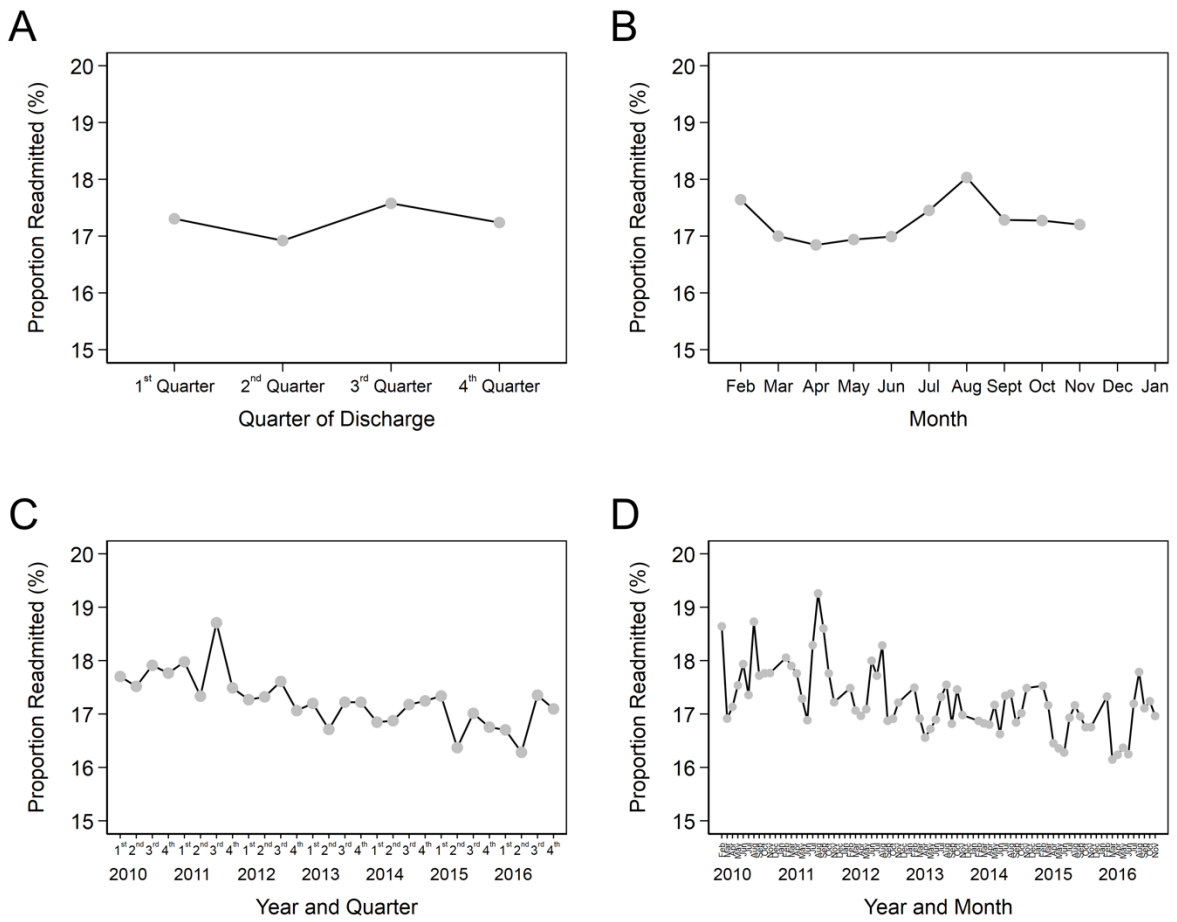 A
Proportion Readmitted (%)
20
19
18
17
16
15
1st Quarter 2nd Quarter 3rd Quarter 4th Quarter
Quarter of Discharge
B
Proportion Readmitted (%)
20
19
18
17
16
15
Feb Mar Apr May Jun Jul Aug Sept Oct Nov Dec Jan
Month
C
Proportion Readmitted (%)
20
19
18
17
16
15
1st 2nd 3rd 4th 1st 2nd 3rd 4th 1st 2nd 3rd 4th 1st 2nd 3rd 4th 1st 2nd 3rd 4th 1st 2nd 3rd 4th 1st 2nd 3rd 4th
2010 2011 2012 2013 2014 2015 2016
Year and Quarter
D
Proportion Readmitted (%)
20
19
18
17
16
15
2010 2011 2012 2013 2014 2015 2016
Year and Month